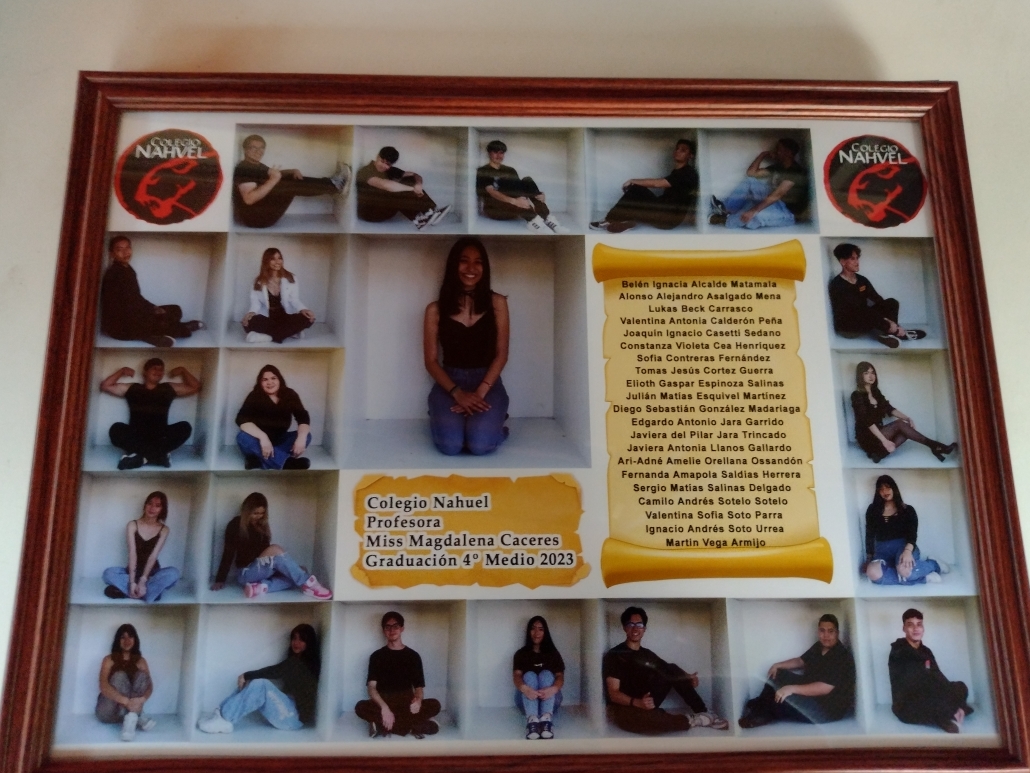 COLEGIO
NAHVEL
COLEGIO
NAHVEL
Belén Ignacia Alcalde Matamala
Alonso Alejandro Asalgado Mena
Lukas Beck Carrasco
Valentina Antonia Calderón Peña
Joaquin Ignacio Casetti Sedano
Constanza Violeta Cea Henriquez
Sofia Contreras Fernández
Tomas Jesús Cortez Guerra
Elioth Gaspar Espinoza Salinas
Julián Matias Esquivel Martinez
Diego Sebastián González Madariaga
Edgardo Antonio Jara Garrido
Javiera del Pilar Jara Trincado
Javiera Antonia Llanos Gallardo
Ari-Adné Amelie Orellana Ossandón
Fernanda Amapola Saldias Herrera
Sergio Matias Salinas Delgado
Camilo Andrés Sotelo Sotelo
Valentina Sofia Soto Parra
Ignacio Andrés Soto Urrea
Martin Vega Armijo
Colegio Nahuel
Profesora
Miss Magdalena Caceres
Graduación 4° Medio 2023